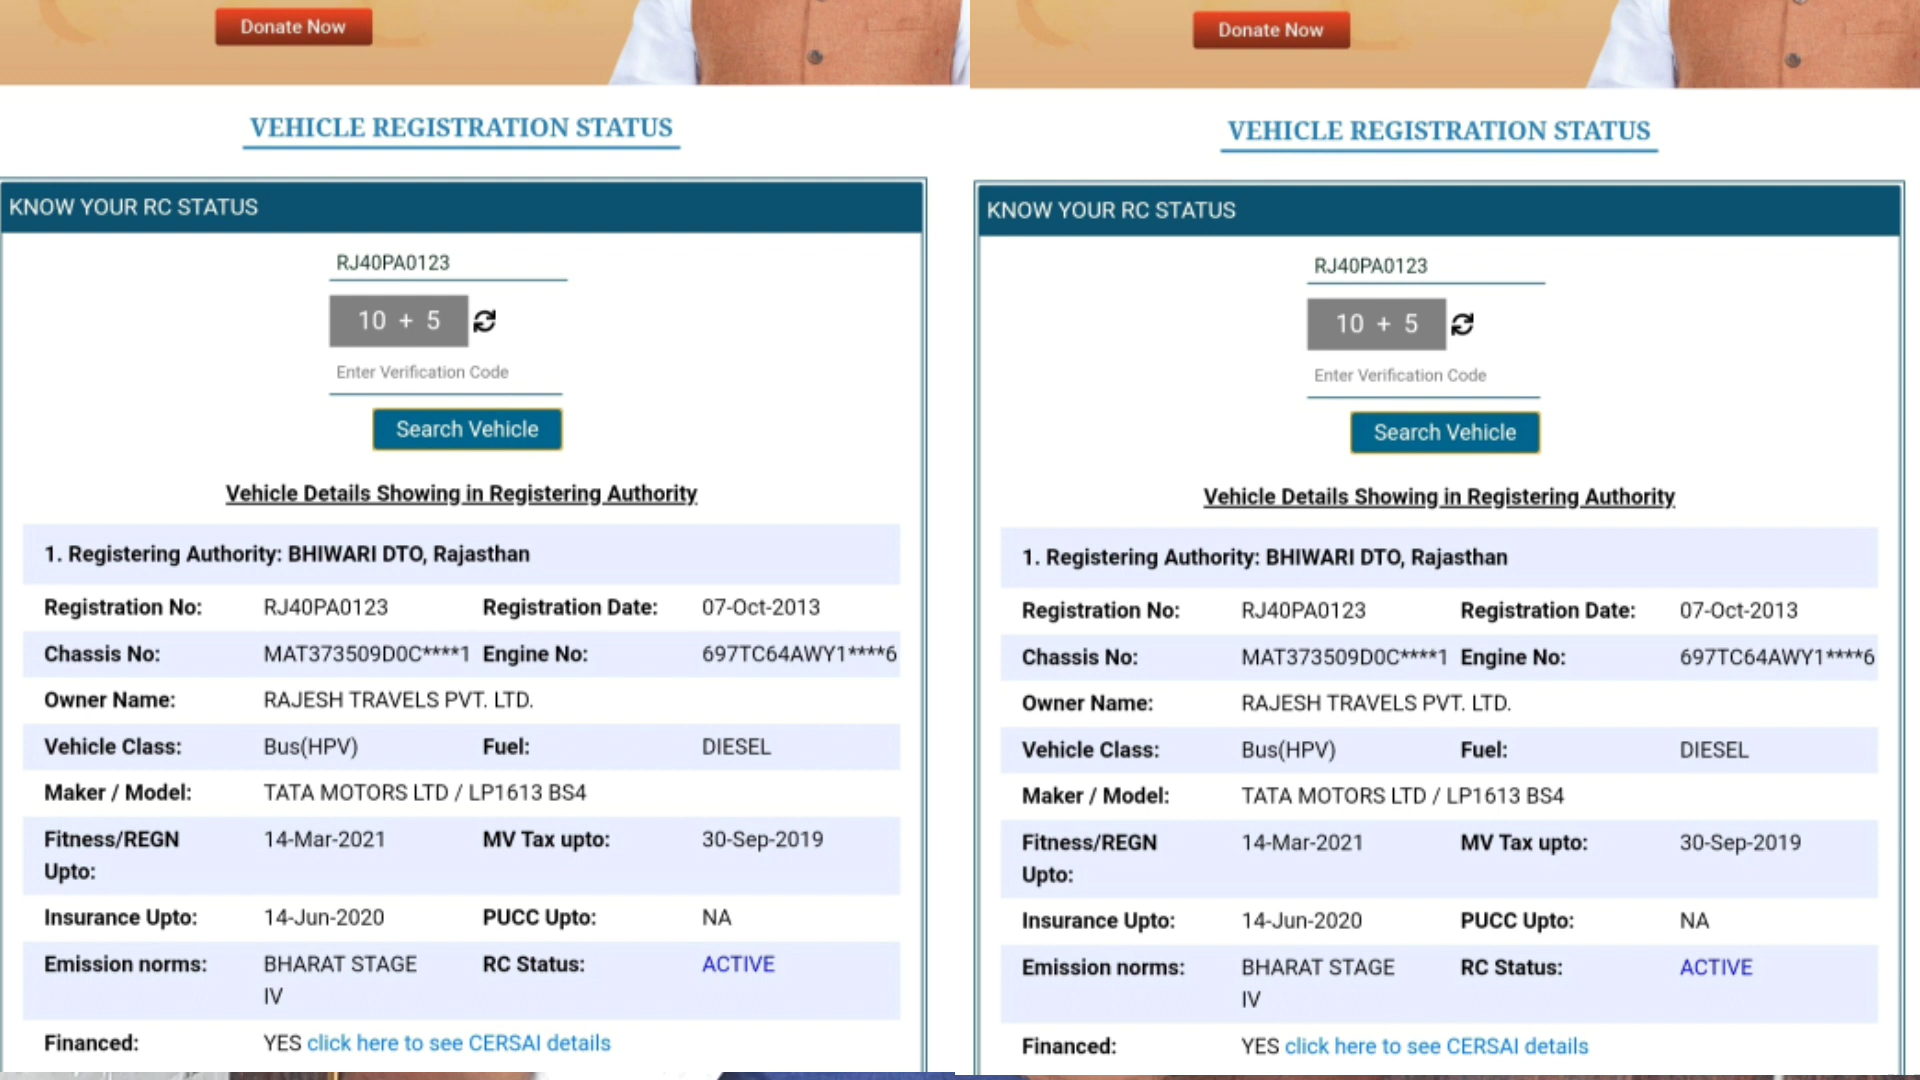 Donate Now
VEHICLE REGISTRATION STATUS
KNOW YOUR RC STATUS
RJ40PA0123
10 + 5
Enter Verification Code
Search Vehicle
Vehicle Details Showing in Registering Authority
1. Registering Authority: BHIWARI DTO, Rajasthan
Registration No: RJ40PA0123 Registration Date: 07-Oct-2013
Chassis No: MAT373509D0C****1 Engine No: 697TC64AWY1****6
Owner Name: RAJESH TRAVELS PVT. LTD.
Vehicle Class: Bus(HPV) Fuel: DIESEL
Maker / Model: TATA MOTORS LTD / LP1613 BS4
Fitness/REGN 14-Mar-2021 MV Tax upto: 30-Sep-2019
Upto:
Insurance Upto: 14-Jun-2020 PUCC Upto: NA
Emission norms: BHARAT STAGE RC Status: ACTIVE
IV
Financed: YES click here to see CERSAI details
Donate Now
VEHICLE REGISTRATION STATUS
KNOW YOUR RC STATUS
RJ40PA0123
10 + 5
Enter Verification Code
Search Vehicle
Vehicle Details Showing in Registering Authority
1. Registering Authority: BHIWARI DTO, Rajasthan
Registration No: RJ40PA0123 Registration Date: 07-Oct-2013
Chassis No: MAT373509D0C****1 Engine No: 697TC64AWY1****6
Owner Name: RAJESH TRAVELS PVT. LTD.
Vehicle Class: Bus(HPV) Fuel: DIESEL
Maker / Model: TATA MOTORS LTD / LP1613 BS4
Fitness/REGN 14-Mar-2021 MV Tax upto: 30-Sep-2019
Upto:
Insurance Upto: 14-Jun-2020 PUCC Upto: NA
Emission norms: BHARAT STAGE RC Status: ACTIVE
IV
Financed: YES click here to see CERSAI details